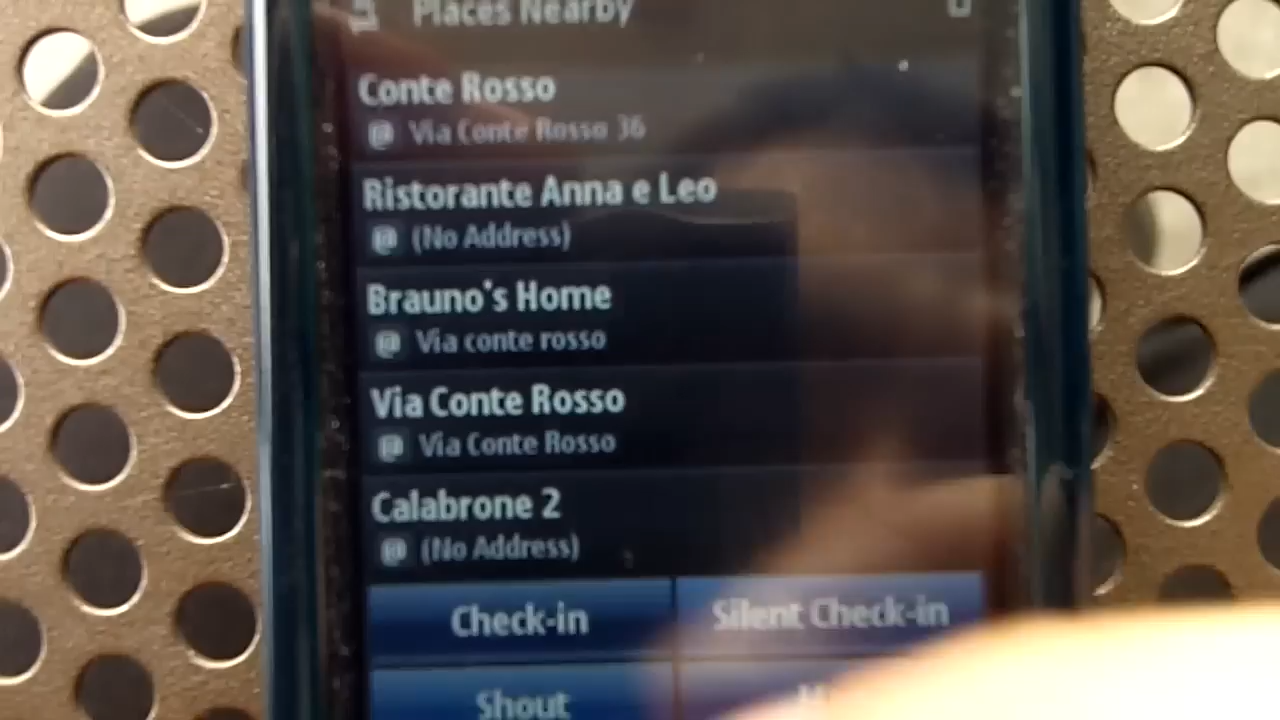 Places Nearby
Conte Rosso
@ Via Conte Rosso 36
Ristorante Anna e Leo
@ (No Address)
Brauno's Home
@ Via conte rosso
Via Conte Rosso
@ Via Conte Rosso
Calabrone 2
@ (No Address)
Check-in Silent Check-in
Shout